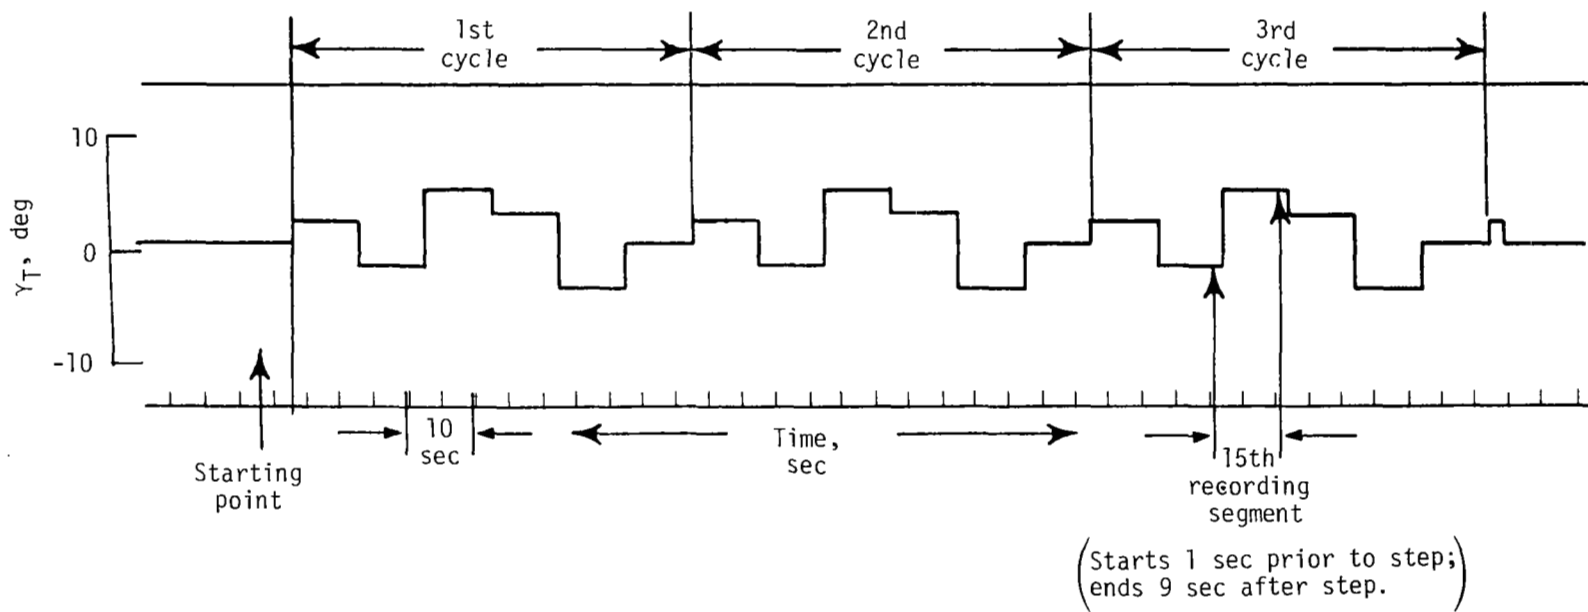 1st
cycle
2nd
cycle
3rd
cycle
10
0
-10
γT, deg
10
sec
Time,
sec
Starting
point
15th
recording
segment
(Starts 1 sec prior to step;
ends 9 sec after step.)